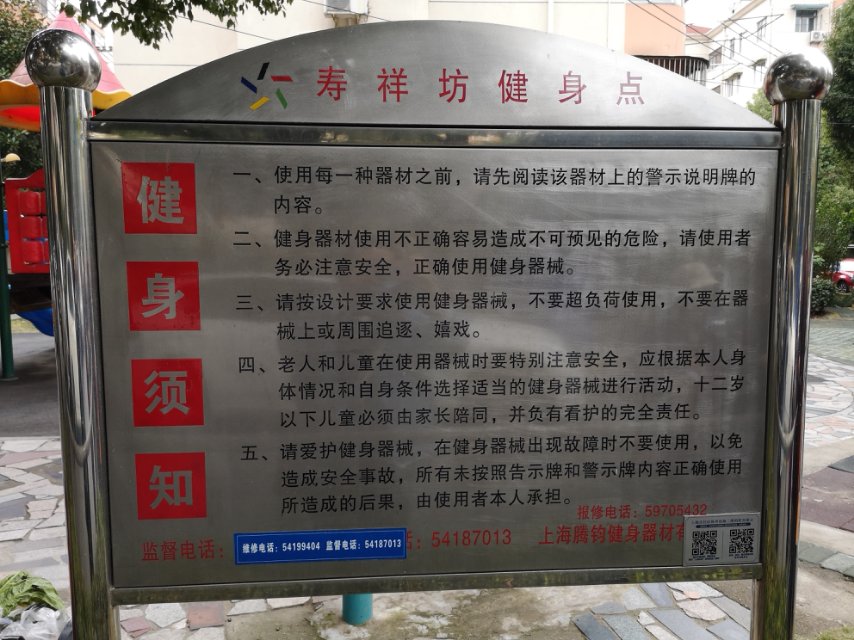 寿祥坊健身点
健身须知
一、使用每一种器材之前，请先阅读该器材上的警示说明牌的
内容。
二、健身器材使用不正确容易造成不可预见的危险，请使用者
务必注意安全，正确使用健身器械。
三、请按设计要求使用健身器械，不要超负荷使用，不要在器
械上或周围追逐、嬉戏。
四、老人和儿童在使用器械时要特别注意安全，应根据本人身
体情况和自身条件选择适当的健身器械进行活动，十二岁
以下儿童必须由家长陪同，并负有看护的完全责任。
五、请爱护健身器械，在健身器械出现故障时不要使用，以免
造成安全事故，所有未按照告示牌和警示牌内容正确使用
所造成的后果，由使用者本人承担。
报修电话：59705432
监督电话：
维修电话：54199404 监督电话：54187013
话：54187013 上海腾钧健身器材有